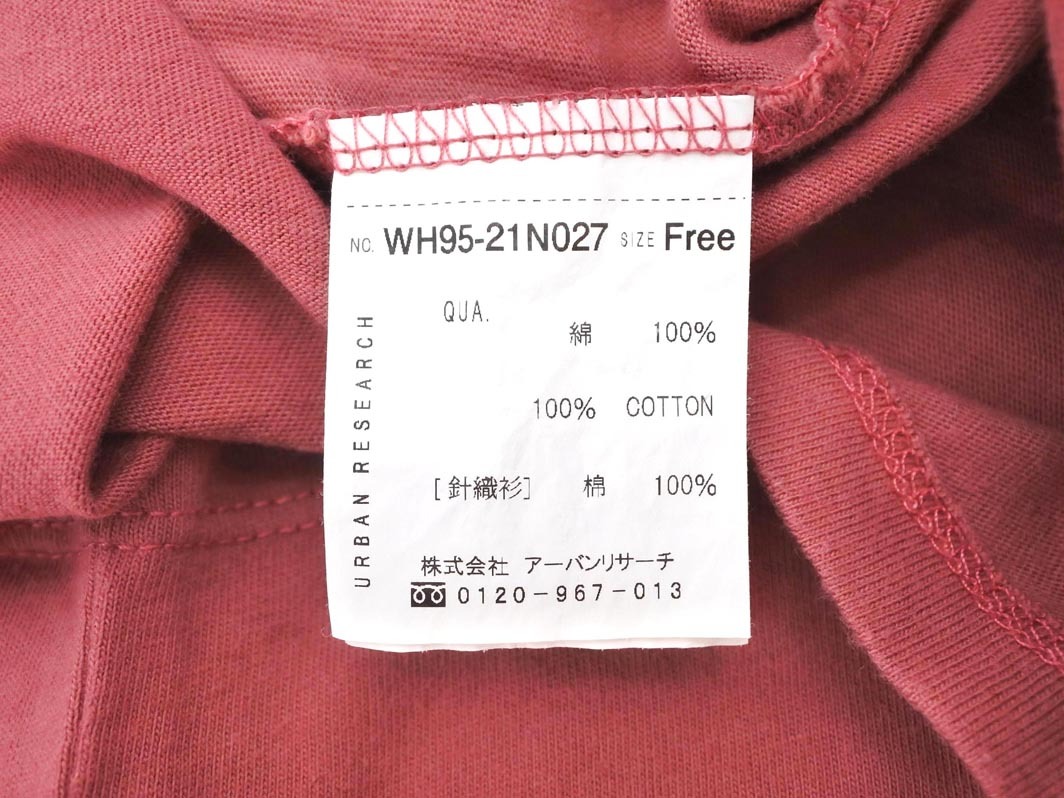 NO. WH95-21N027 SIZE Free
QUA.
綿 100%
100% COTTON
[針織衫] 棉 100%
URBAN RESEARCH
株式会社 アーバンリサーチ
0120-967-013